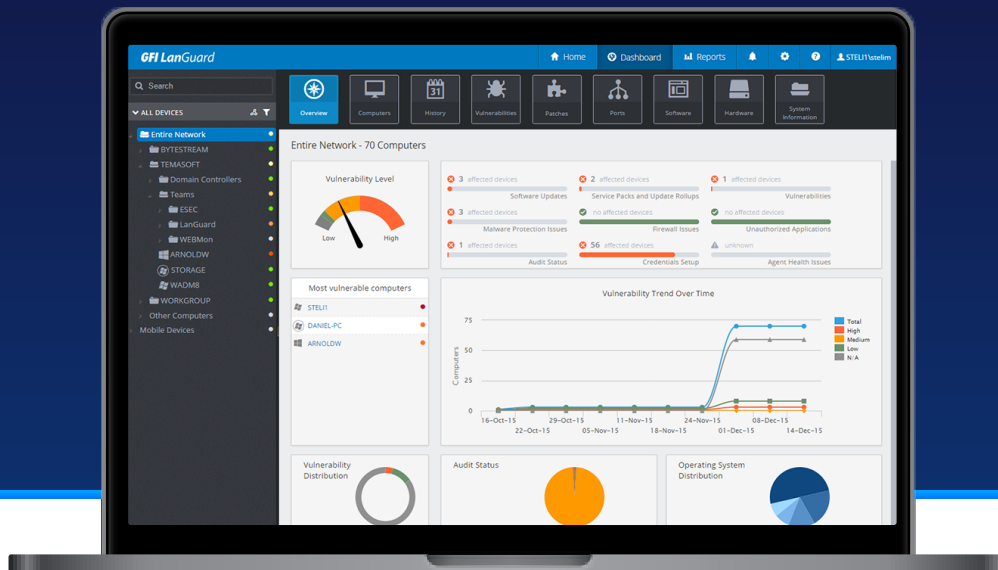 GFI LanGuard
Home
Dashboard
Reports
STELI1\stelim
Search
ALL DEVICES
Entire Network
BYTESTREAM
TEMASOFT
Domain Controllers
Teams
ESEC
LanGuard
WEBMon
ARNOLDW
STORAGE
WADM8
WORKGROUP
Other Computers
Mobile Devices
Overview
Computers
31
History
Vulnerabilities
Patches
Ports
Software
Hardware
System
Information
Entire Network - 70 Computers
Vulnerability Level
Low
High
3 affected devices
Software Updates
2 affected devices
Service Packs and Update Rollups
1 affected devices
Vulnerabilities
3 affected devices
Malware Protection Issues
no affected devices
Firewall Issues
no affected devices
Unauthorized Applications
1 affected devices
Audit Status
56 affected devices
Credentials Setup
unknown
Agent Health Issues
Most vulnerable computers
STELI1
DANIEL-PC
ARNOLDW
Vulnerability Trend Over Time
Computers
75
50
25
0
16-Oct-15
22-Oct-15
29-Oct-15
05-Nov-15
11-Nov-15
18-Nov-15
24-Nov-15
01-Dec-15
08-Dec-15
14-Dec-15
Total
High
Medium
Low
N/A
Vulnerability
Distribution
Audit Status
Operating System
Distribution